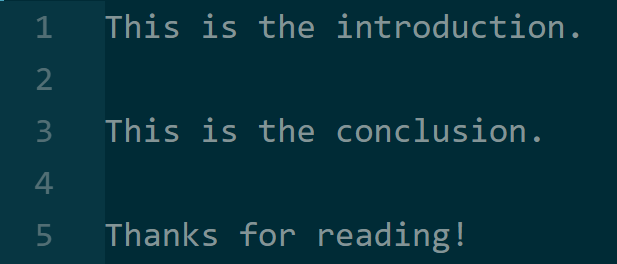 1 This is the introduction.
2
3 This is the conclusion.
4
5 Thanks for reading!